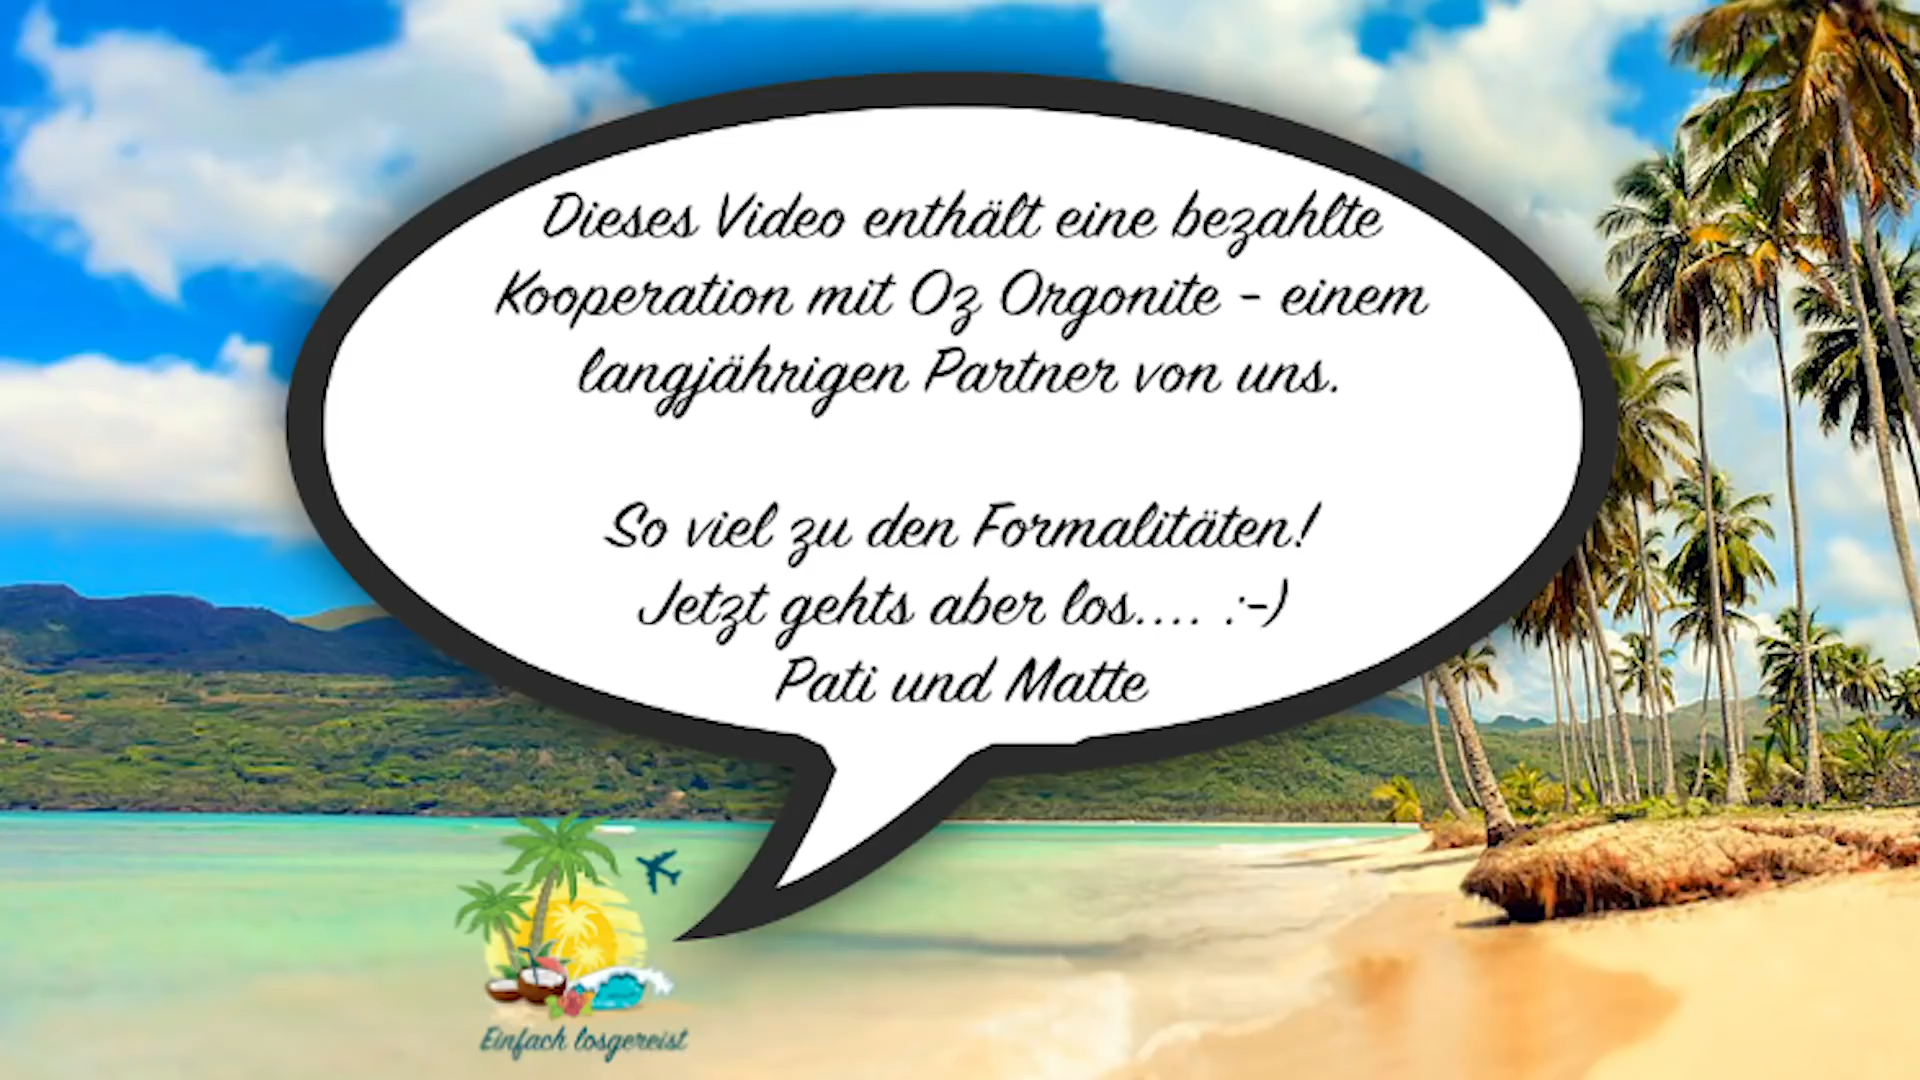 Dieses Video enthält eine bezahlte
Kooperation mit Oz Orgonite - einem
langjährigen Partner von uns.
So viel zu den Formalitäten!
Jetzt gehts aber los.... :-)
Pati und Matte
Einfach losgereist